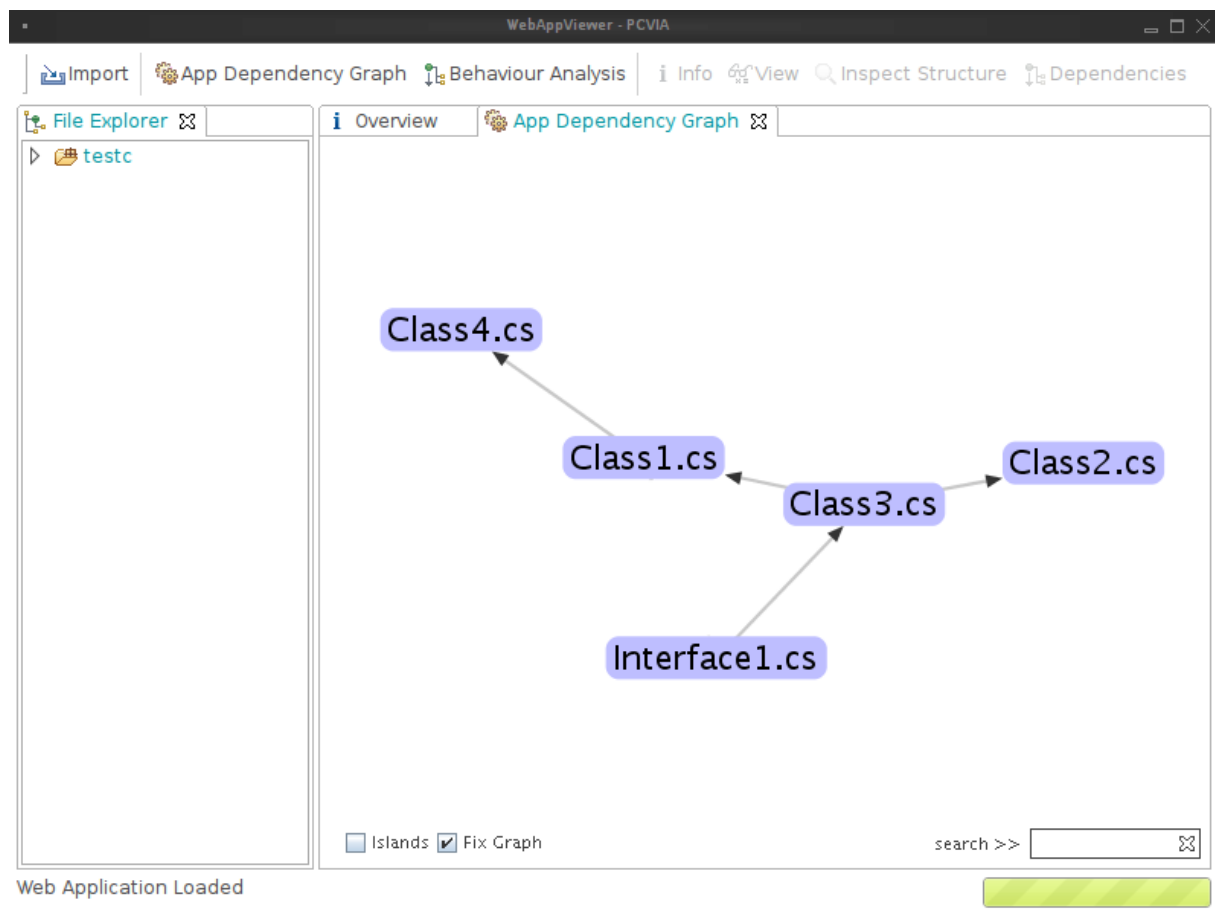 WebAppViewer - PCVIA
Import App Dependency Graph Behaviour Analysis i Info View Inspect Structure Dependencies
File Explorer i Overview App Dependency Graph
testc
Class4.cs
Class1.cs
Class2.cs
Class3.cs
Interface1.cs
Islands Fix Graph search >>
Web Application Loaded